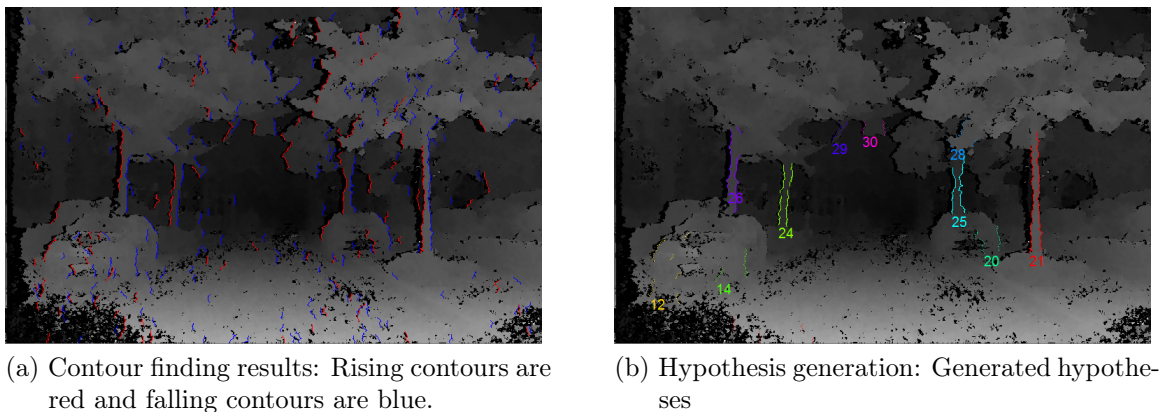 29
30
28
26
25
24
20
21
14
12
(a) Contour finding results: Rising contours are
red and falling contours are blue.
(b) Hypothesis generation: Generated hypothe-
ses